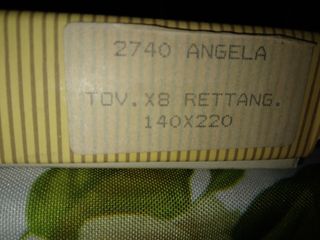 2740 ANGELA
TOV. X8 RETTANG.
140X220